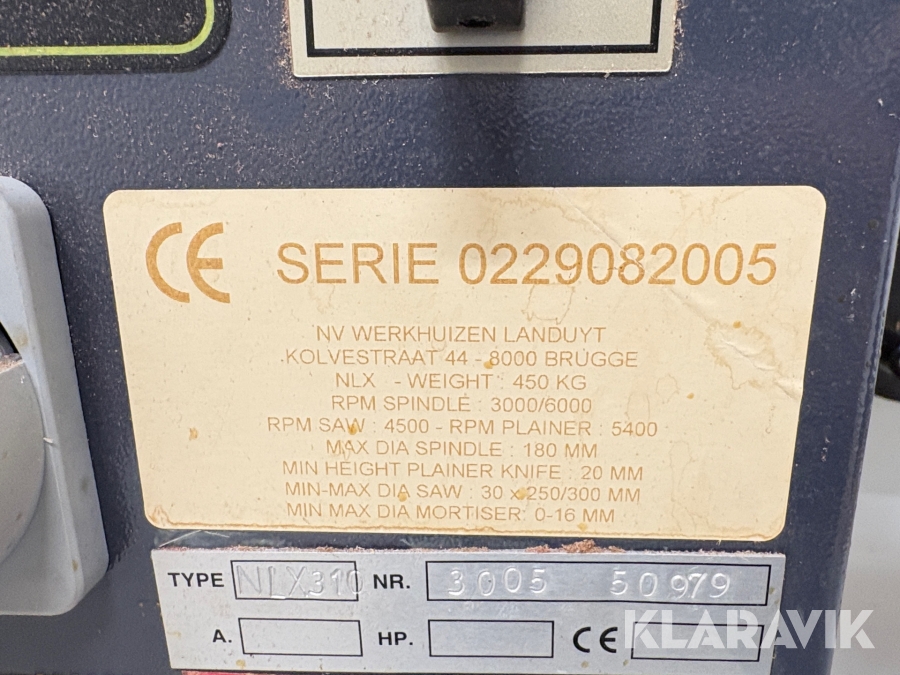 CE SERIE 0229082005
NV WERKHUIZEN LANDUYT
KOLVESTRAAT 44 - 8000 BRUGGE
NLX - WEIGHT : 450 KG
RPM SPINDLE : 3000/6000
RPM SAW : 4500 - RPM PLAINER : 5400
MAX DIA SPINDLE : 180 MM
MIN HEIGHT PLAINER KNIFE : 20 MM
MIN-MAX DIA SAW : 30 x 250/300 MM
MIN MAX DIA MORTISER: 0-16 MM
TYPE NLX310 NR. 3005 50979
A. HP. CE
KLARAVIK